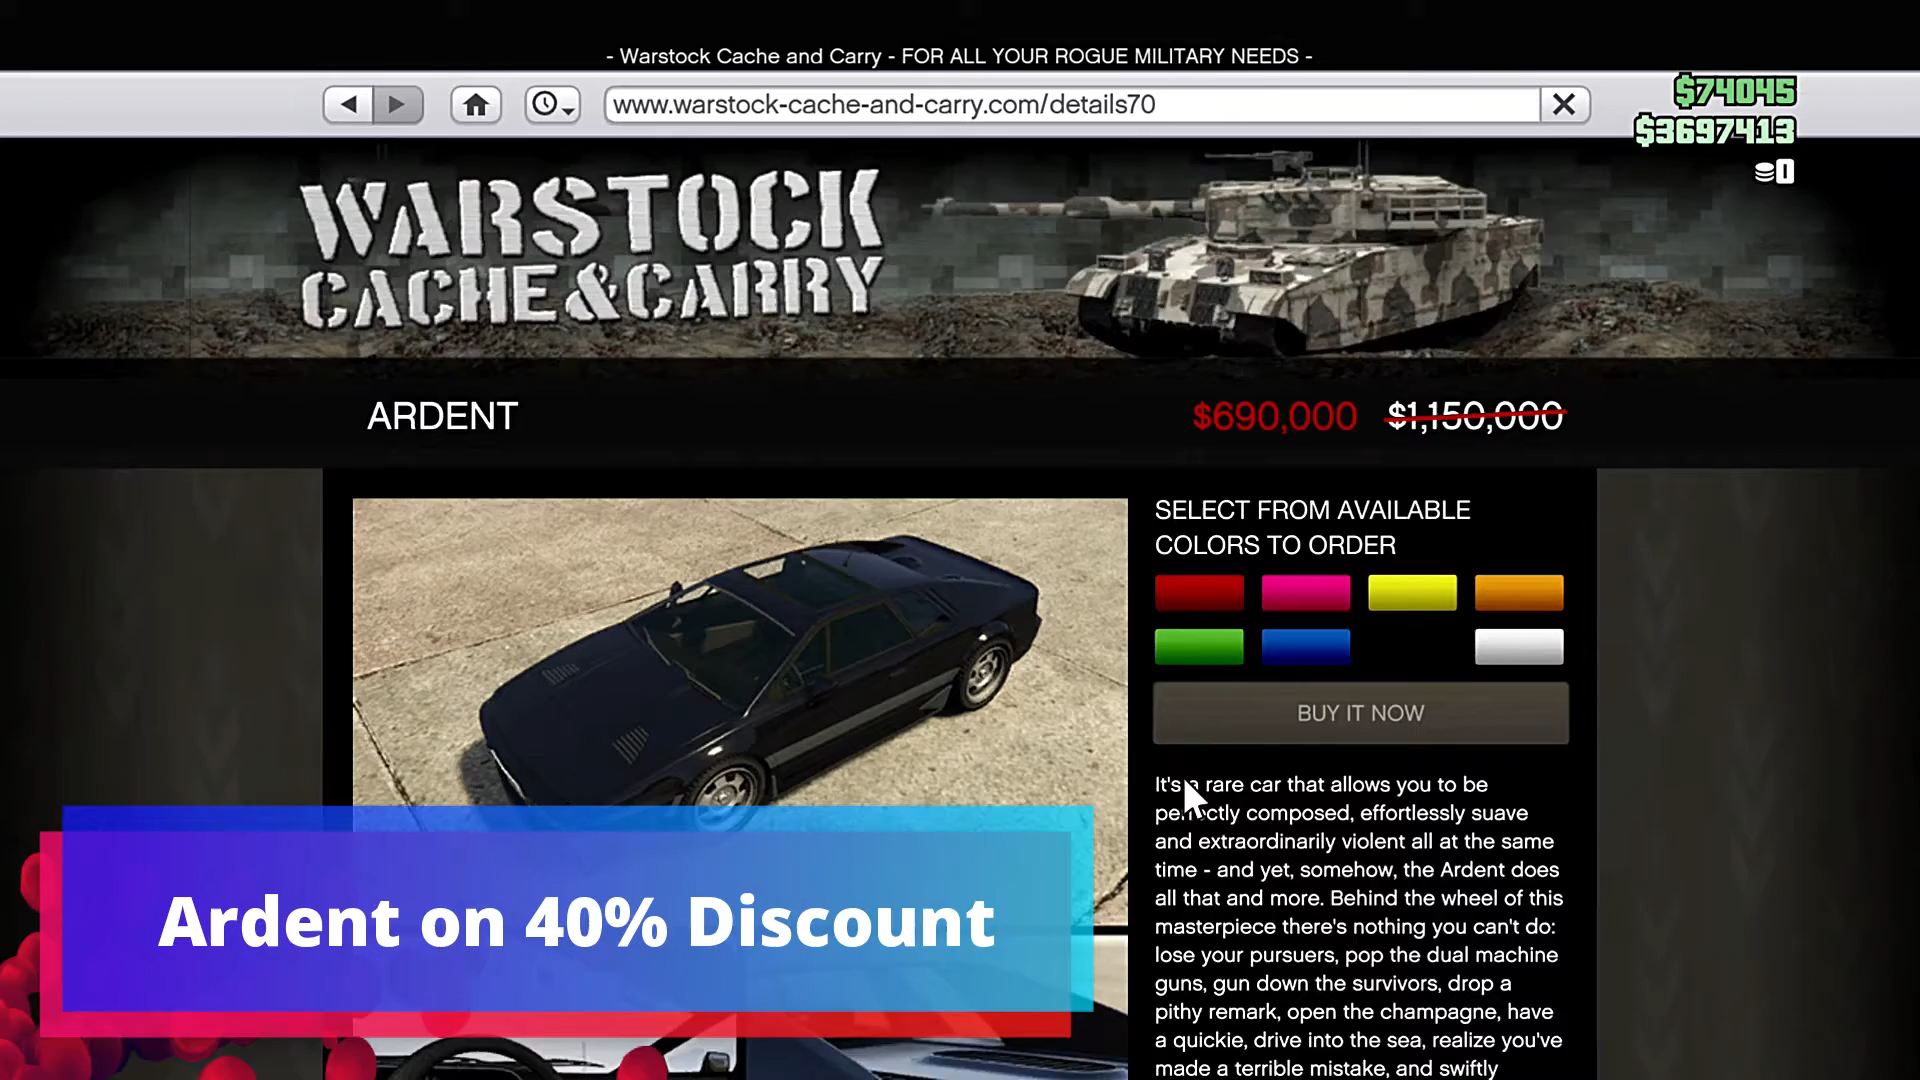 - Warstock Cache and Carry - FOR ALL YOUR ROGUE MILITARY NEEDS -
www.warstock-cache-and-carry.com/details70
$74045
$3697413
0
WARSTOCK
CACHE&CARRY
ARDENT
$690,000 $1,150,000
SELECT FROM AVAILABLE
COLORS TO ORDER
BUY IT NOW
It's a rare car that allows you to be
perfectly composed, effortlessly suave
and extraordinarily violent all at the same
time - and yet, somehow, the Ardent does
all that and more. Behind the wheel of this
masterpiece there's nothing you can't do:
lose your pursuers, pop the dual machine
guns, gun down the survivors, drop a
pithy remark, open the champagne, have
a quickie, drive into the sea, realize you've
made a terrible mistake, and swiftly
Ardent on 40% Discount